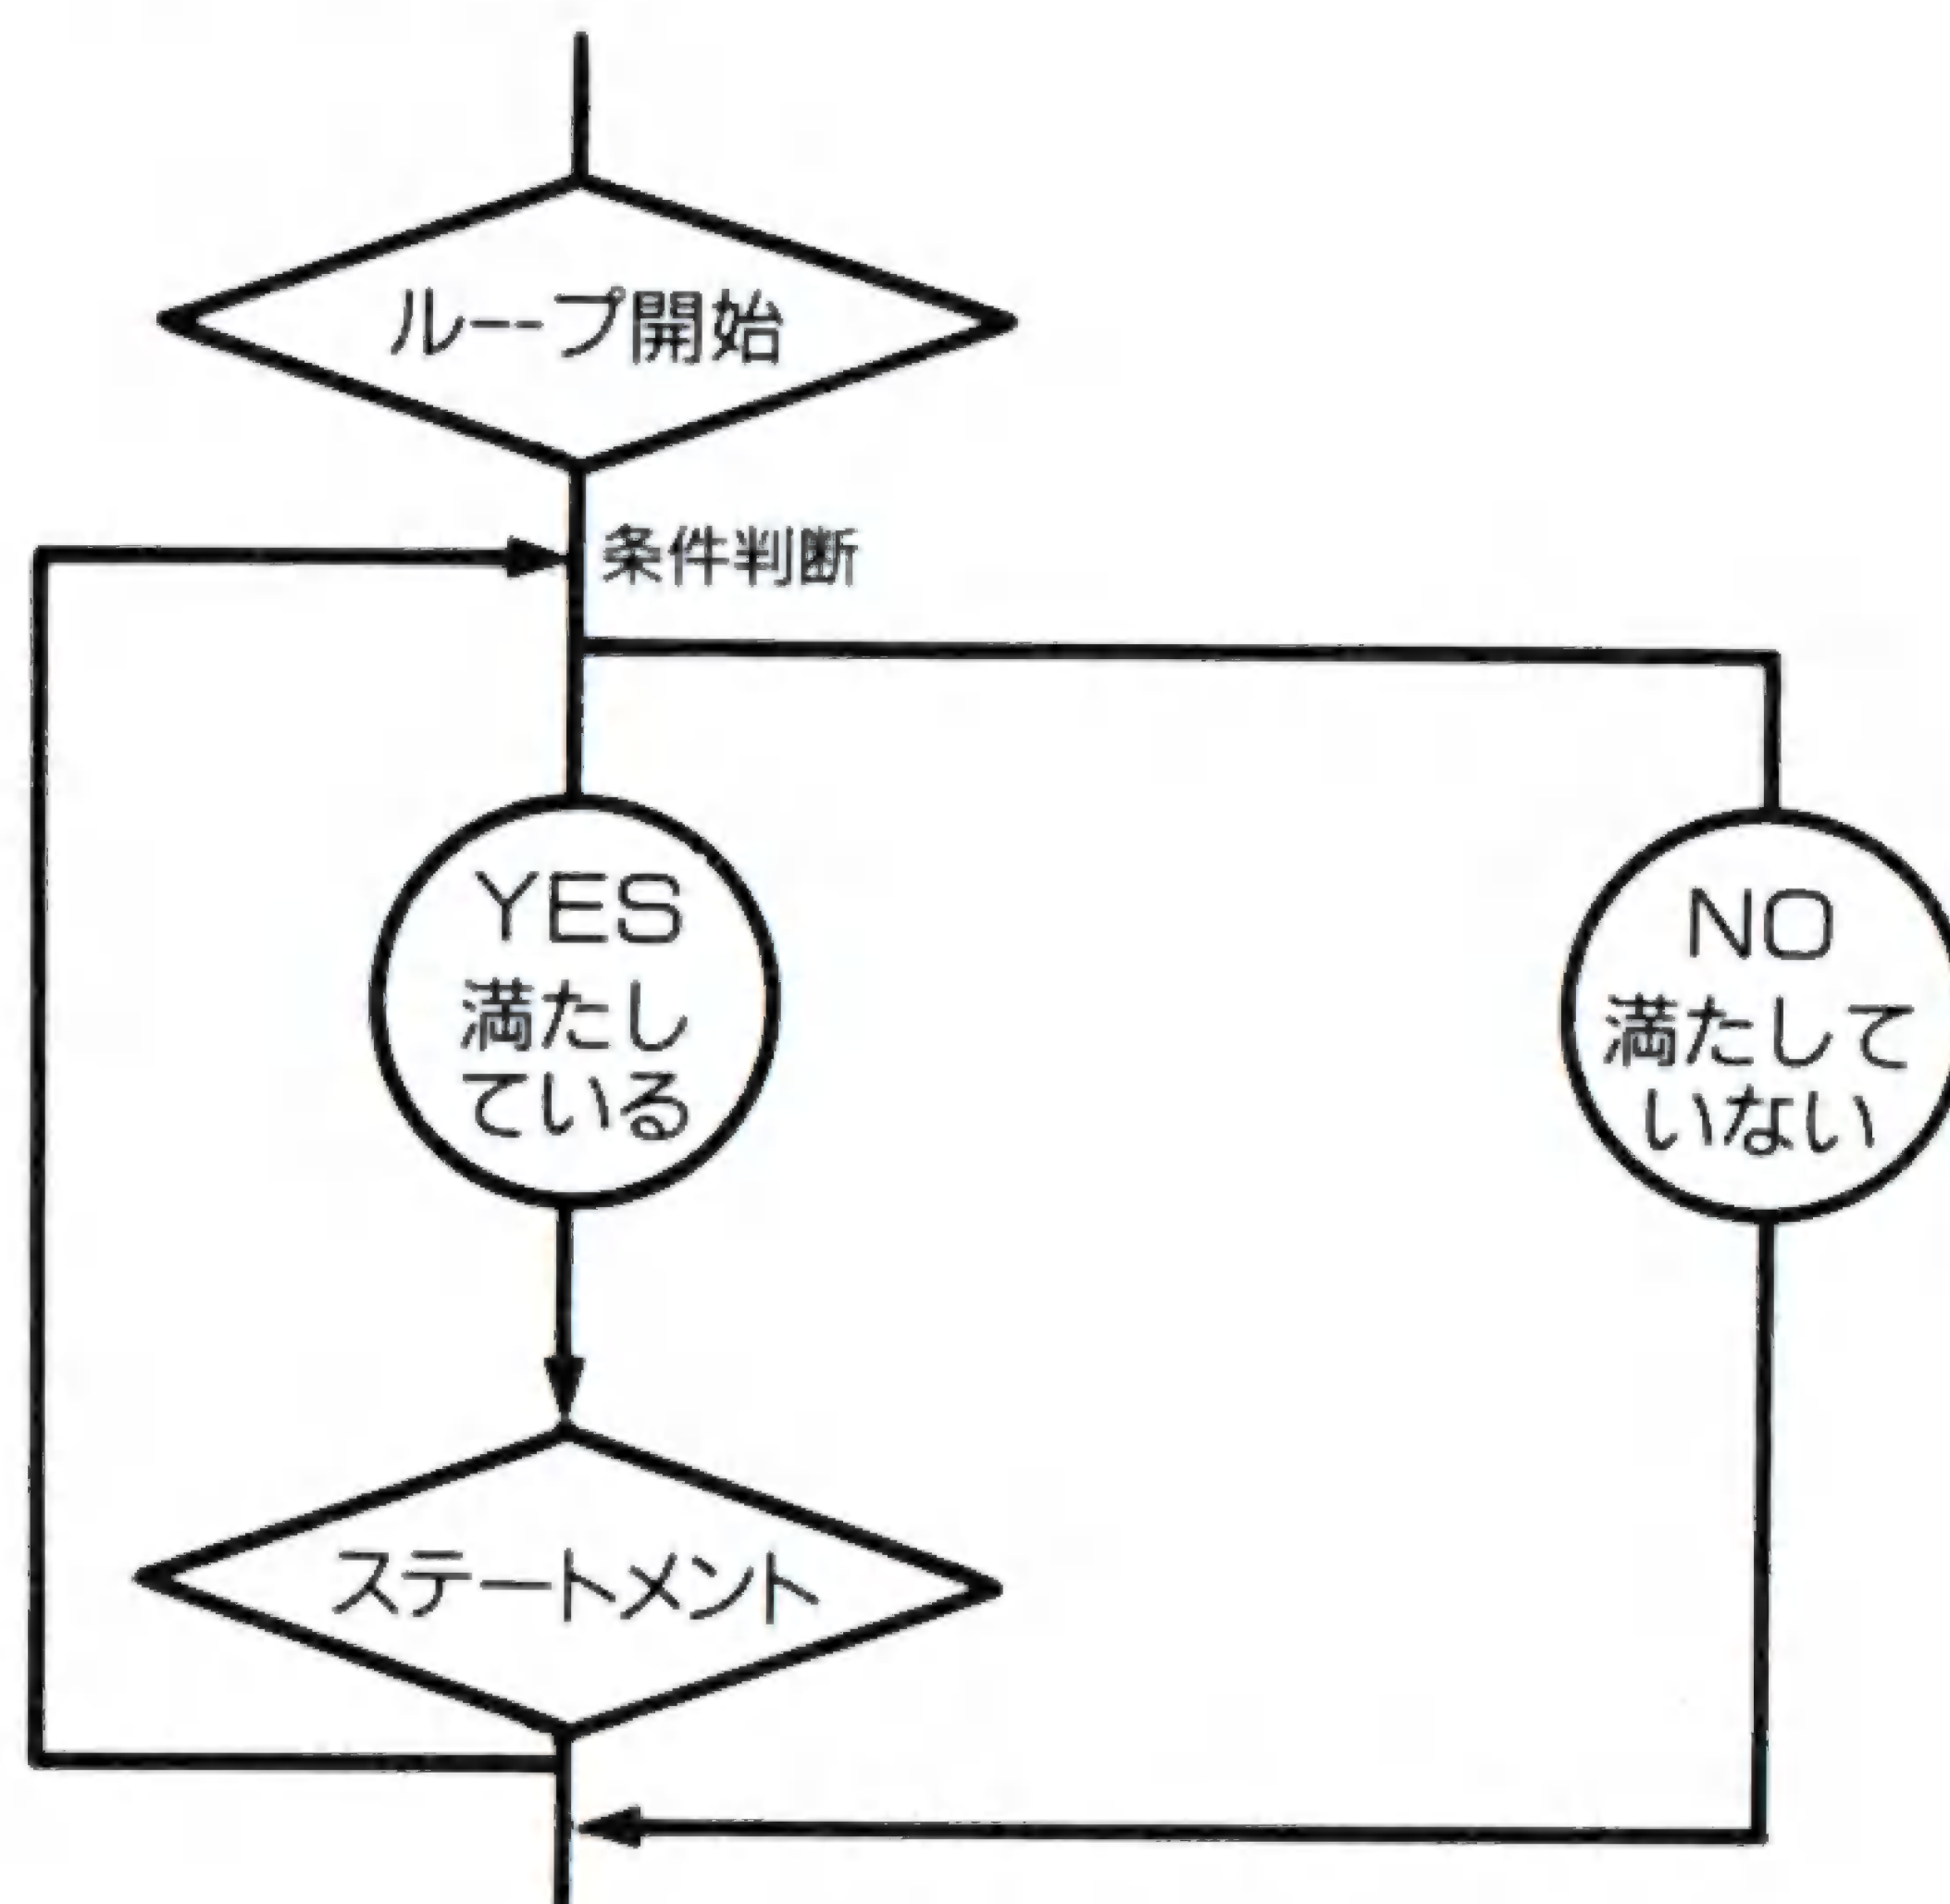 ループ開始
条件判断
YES
満たし
ている
NO
満たして
いない
ステートメント